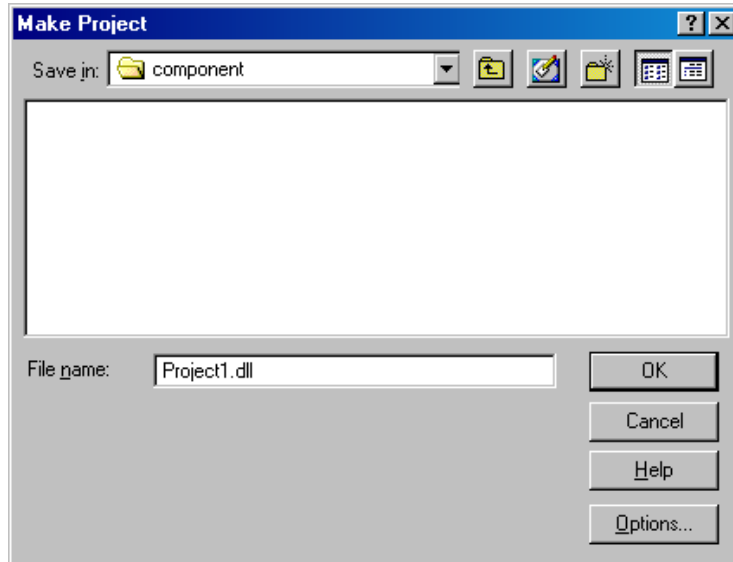 Make Project
Save in: component
File name: Project1.dll
OK
Cancel
Help
Options...